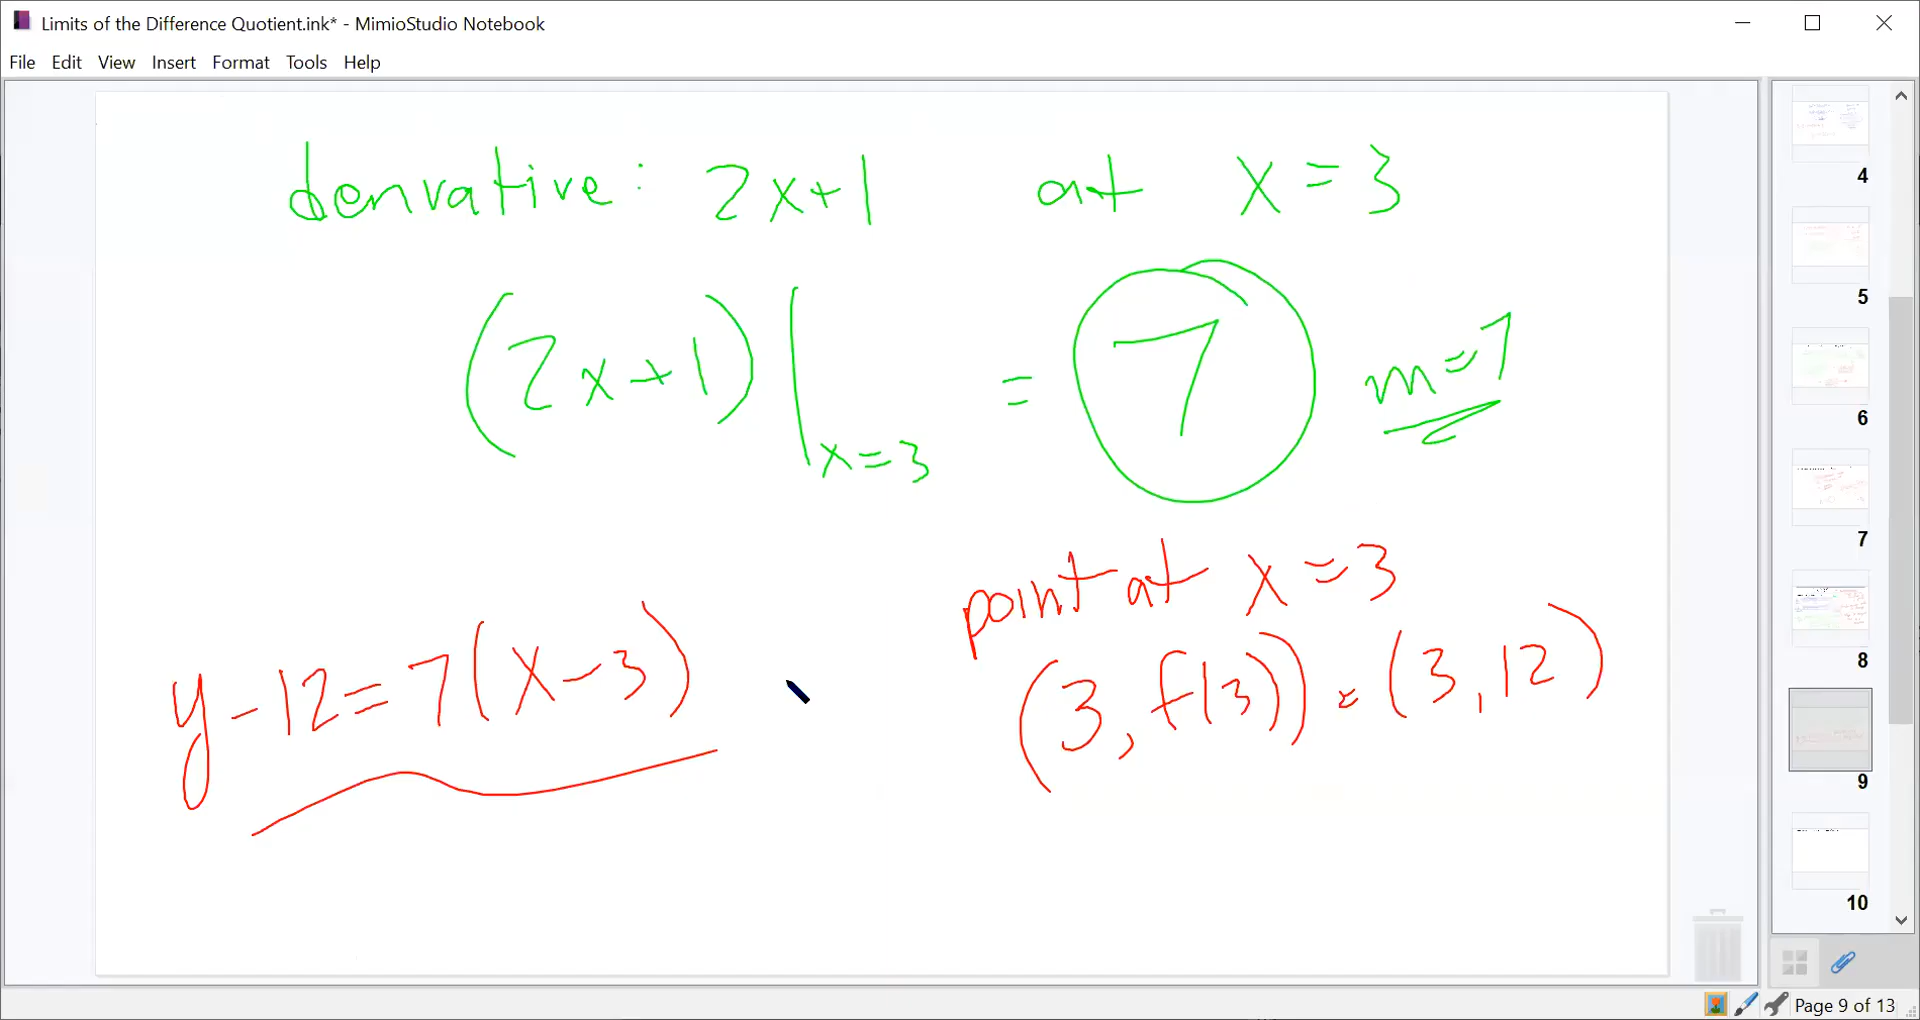 Limits of the Difference Quotient.ink* - MimioStudio Notebook
File Edit View Insert Format Tools Help
derivative: 2x+1 at x=3
(2x+1)|x=3 = 7 m=7
point at x=3
(3, f(3)) = (3,12)
y-12=7(x-3)
4
5
6
7
8
9
10
Page 9 of 13